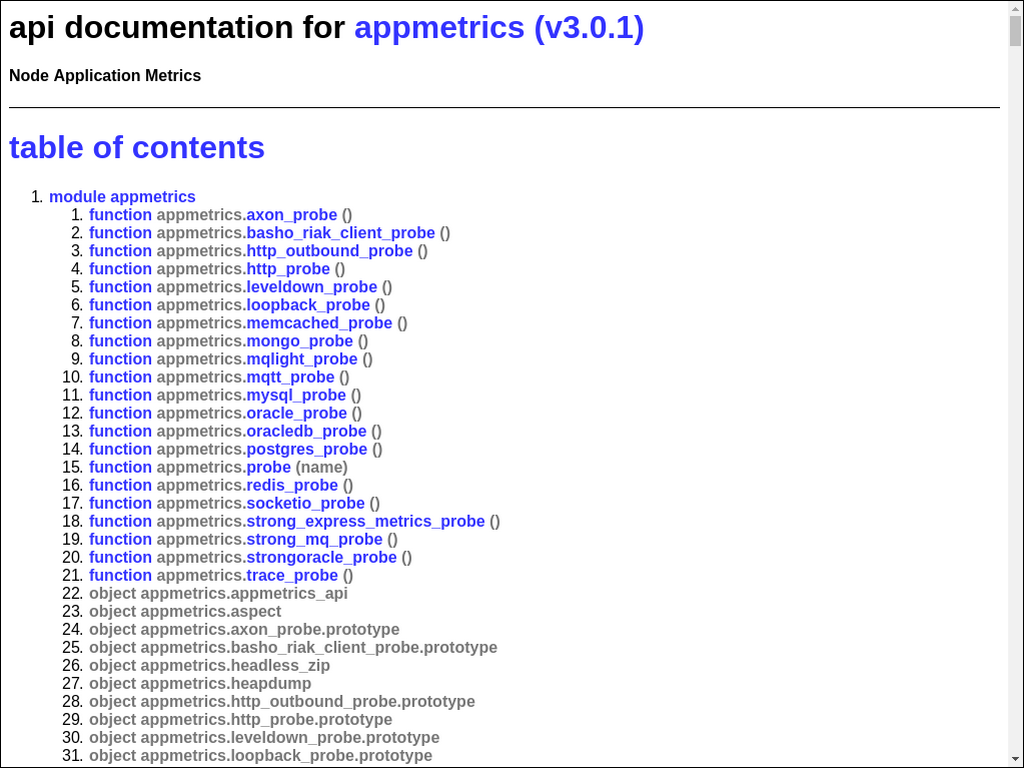 api documentation for appmetrics (v3.0.1)
Node Application Metrics
table of contents
1. module appmetrics
1. function appmetrics.axon_probe ()
2. function appmetrics.basho_riak_client_probe ()
3. function appmetrics.http_outbound_probe ()
4. function appmetrics.http_probe ()
5. function appmetrics.leveldown_probe ()
6. function appmetrics.loopback_probe ()
7. function appmetrics.memcached_probe ()
8. function appmetrics.mongo_probe ()
9. function appmetrics.mqlight_probe ()
10. function appmetrics.mqtt_probe ()
11. function appmetrics.mysql_probe ()
12. function appmetrics.oracle_probe ()
13. function appmetrics.oracledb_probe ()
14. function appmetrics.postgres_probe ()
15. function appmetrics.probe (name)
16. function appmetrics.redis_probe ()
17. function appmetrics.socketio_probe ()
18. function appmetrics.strong_express_metrics_probe ()
19. function appmetrics.strong_mq_probe ()
20. function appmetrics.strongoracle_probe ()
21. function appmetrics.trace_probe ()
22. object appmetrics.appmetrics_api
23. object appmetrics.aspect
24. object appmetrics.axon_probe.prototype
25. object appmetrics.basho_riak_client_probe.prototype
26. object appmetrics.headless_zip
27. object appmetrics.heapdump
28. object appmetrics.http_outbound_probe.prototype
29. object appmetrics.http_probe.prototype
30. object appmetrics.leveldown_probe.prototype
31. object appmetrics.loopback_probe.prototype